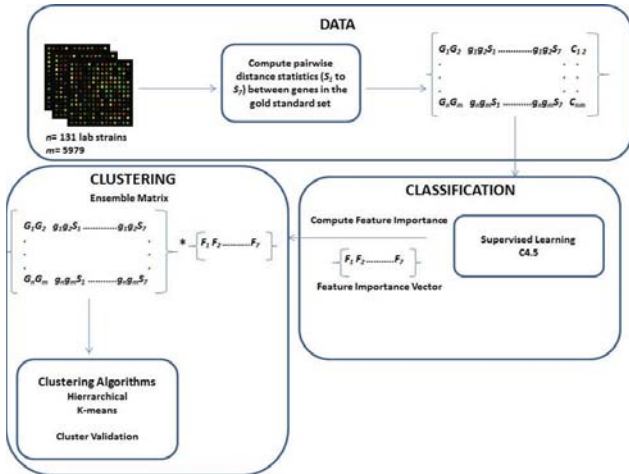 DATA
n= 131 lab strains
m= 5979
Compute pairwise
distance statistics (S1 to
S7) between genes in the
gold standard set
G1G2 g1g2S1 ..............g1g2S7 C1 2
. . .
. . .
GnGm gngmS1 ............gngmS7 Cnm
CLUSTERING
Ensemble Matrix
G1G2 g1g2S1 ..............g1g2S7
. .
. .
. .
GnGm gngmS1 ............gngmS7
* F1 F2............F7
Clustering Algorithms
Hierarchical
K-means
Cluster Validation
CLASSIFICATION
Compute Feature Importance
F1 F2............F7
Feature Importance Vector
Supervised Learning
C4.5